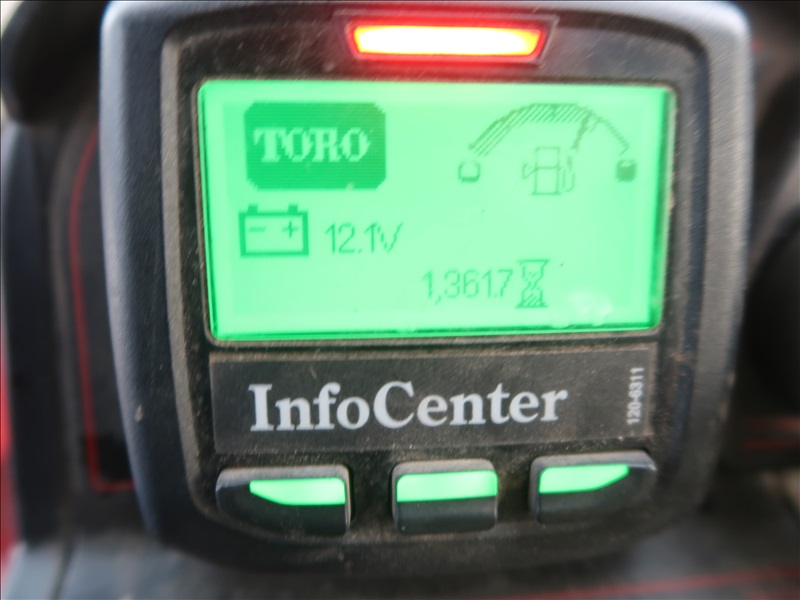 TORO
12.1V
1,361.7
InfoCenter
120-6311